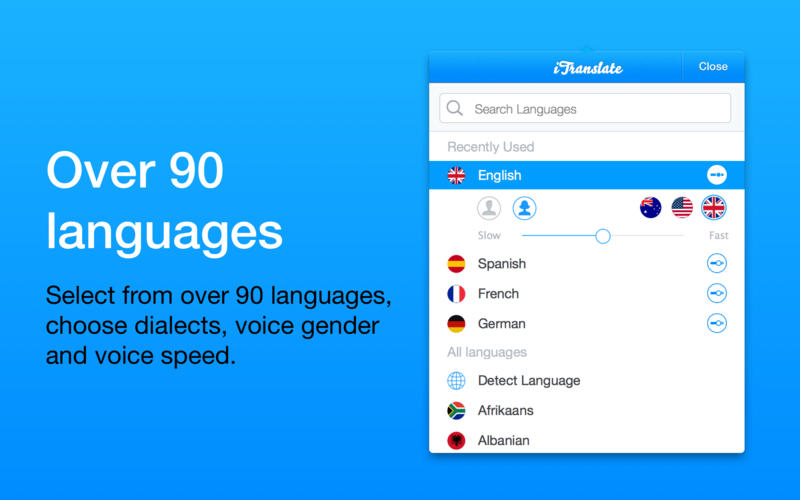 Over 90
languages
Select from over 90 languages,
choose dialects, voice gender
and voice speed.
iTranslate
Close
Search Languages
Recently Used
English
Slow
Fast
Spanish
French
German
All languages
Detect Language
Afrikaans
Albanian